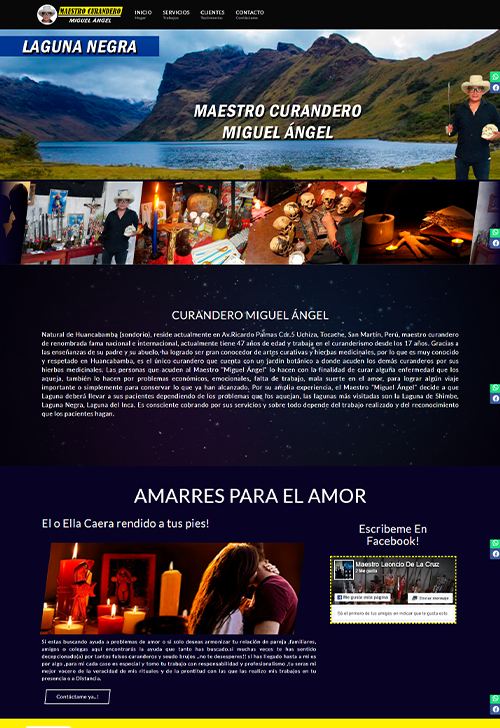 MAESTRO CURANDERO
MIGUEL ÁNGEL
INICIO SERVICIOS CLIENTES CONTACTO
Hogar Trabajos Testimonios Contáctame
LAGUNA NEGRA
MAESTRO CURANDERO
MIGUEL ÁNGEL
CURANDERO MIGUEL ÁNGEL
Natural de Huancabamba (sondorio), reside actualmente en Av.Ricardo Palmas Cdr.5 Uchiza, Tocache, San Martín, Perú, maestro curandero
de renombrada fama nacional e internacional, actualmente tiene 47 años de edad y trabaja en el curanderismo desde los 17 años. Gracias a
las enseñanzas de su padre y su abuelo, ha logrado ser gran conocedor de artes curativas y hierbas medicinales, por lo que es muy conocido
y respetado en Huancabamba, es el único curandero que cuenta con un jardín botánico a donde acuden los demás curanderos por sus
hierbas medicinales. Las personas que acuden al Maestro "Miguel Ángel" lo hacen con la finalidad de curar alguña enfermedad que los
aqueja, también lo hacen por problemas económicos, emocionales, falta de trabajo, mala suerte en el amor, para lograr algún viaje
importante o simplemente para conservar lo que ya han alcanzado. Por su amplia experiencia, el Maestro "Miguel Ángel" decide a que
Laguna deberá llevar a sus pacientes dependiendo de los problemas que los aquejan, las lagunas más visitadas son la Laguna de Shimbe,
Laguna Negra, Laguna del Inca. Es consciente cobrando por sus servicios y sobre todo depende del trabajo realizado y del reconocimiento
que los pacientes hagan.
AMARRES PARA EL AMOR
El o Ella Caera rendido a tus pies!
Escribeme En
Facebook!
Maestro Leoncio De La Cruz
2 Me gusta
Me gusta esta página
Enviar mensaje
Sé el primero de tus amigos en indicar que te gusta esto.
Si estas buscando ayuda a problemas de amor o si solo deseas armonizar tu relación de pareja ,familiares,
amigos o colegas aquí encontrarás la ayuda que tanto has buscado,si muchas veces te has sentido
decepcionado(a) por tantos falsos curanderos y seudo brujos ..no te desesperes!! si has llegado hasta a mí es
por algo ,para mi cada caso es especial y tomo tu trabajo con responsabilidad y profesionalismo ,tu seras mi
mejor vocero de la veracidad de mis rituales y de la prontitud con las que las realizo mis trabajos en tu
presencia o a Distancia.
Contáctame ya..!